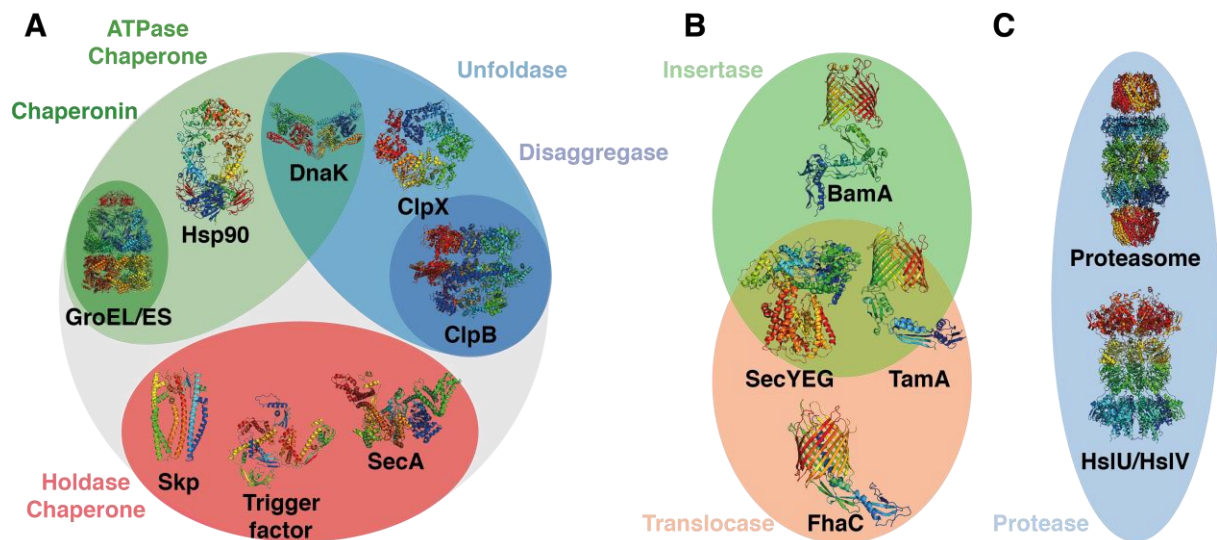 A
ATPase
Chaperone
Chaperonin
Unfoldase
Disaggregase
DnaK
ClpX
Hsp90
GroEL/ES
ClpB
Holdase
Chaperone
Skp
Trigger
factor
SecA
B
Insertase
BamA
SecYEG
TamA
Translocase
FhaC
C
Proteasome
HslU/HslV
Protease